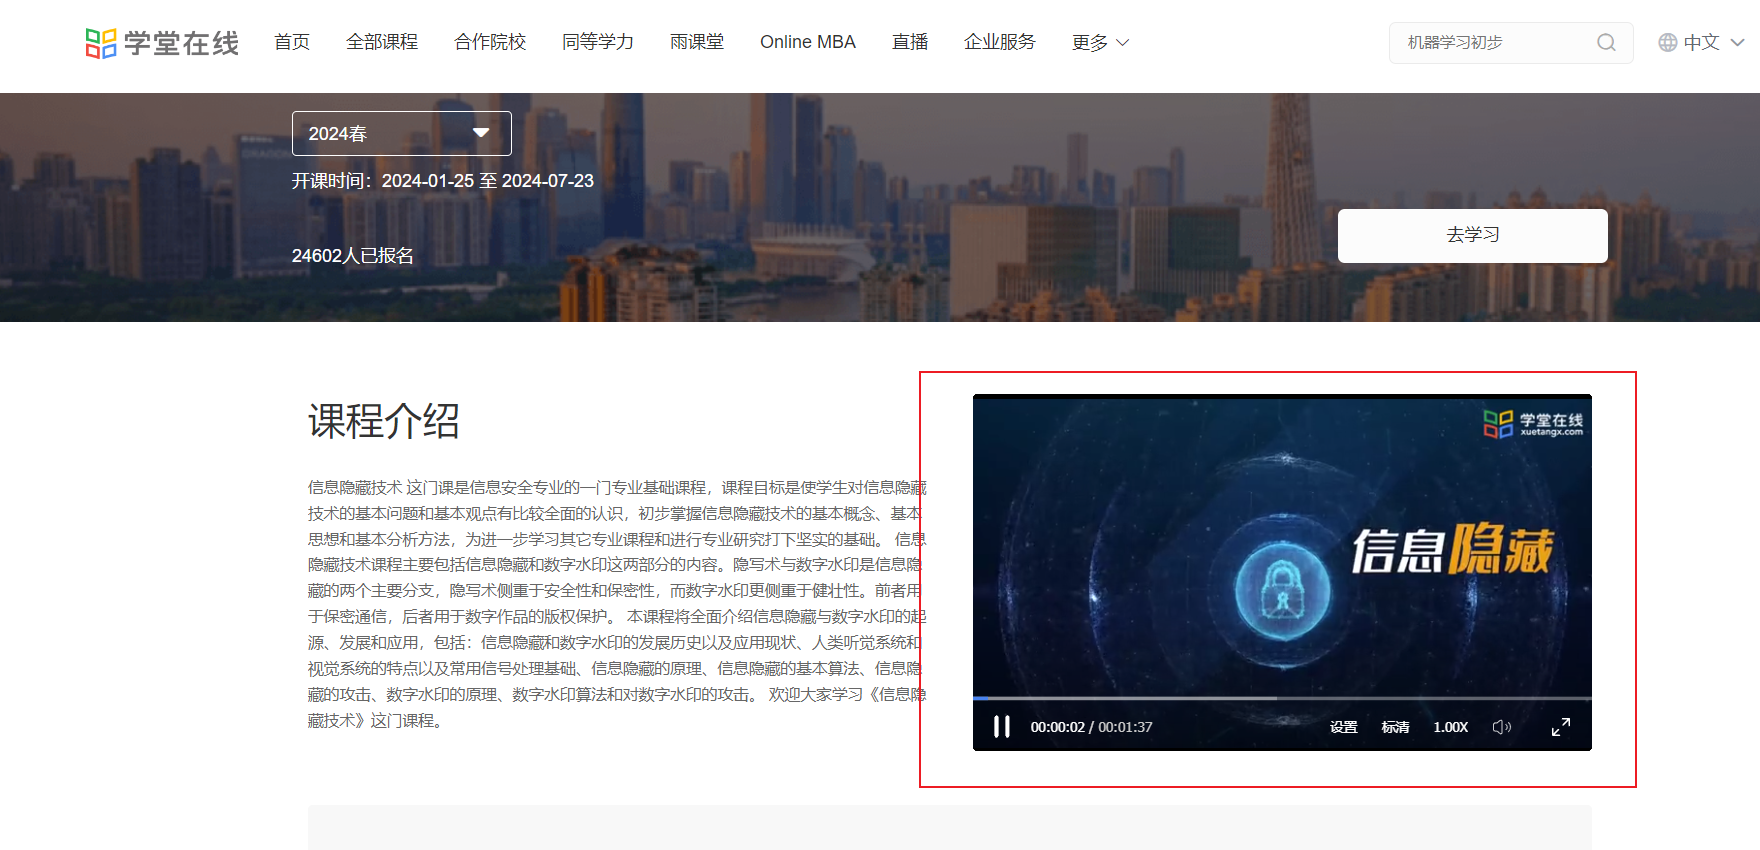 学堂在线 首页 全部课程 合作院校 同等学力 雨课堂 Online MBA 直播 企业服务 更多 机器学习初步 中文
2024春
开课时间：2024-01-25 至 2024-07-23
24602人已报名
去学习
课程介绍
信息隐藏技术 这门课是信息安全专业的一门专业基础课程，课程目标是使学生对信息隐藏
技术的基本问题和基本观点有比较全面的认识，初步掌握信息隐藏技术的基本概念、基本
思想和基本分析方法，为进一步学习其它专业课程和进行专业研究打下坚实的基础。 信息
隐藏技术课程主要包括信息隐藏和数字水印这两部分的内容。隐写术与数字水印是信息隐
藏的两个主要分支，隐写术侧重于安全性和保密性，而数字水印更侧重于健壮性。前者用
于保密通信，后者用于数字作品的版权保护。 本课程将全面介绍信息隐藏与数字水印的起
源、发展和应用，包括：信息隐藏和数字水印的发展历史以及应用现状、人类听觉系统和
视觉系统的特点以及常用信号处理基础、信息隐藏的原理、信息隐藏的基本算法、信息隐
藏的攻击、数字水印的原理、数字水印算法和对数字水印的攻击。 欢迎大家学习《信息隐
藏技术》这门课程。
学堂在线
xuetangx.com
信息隐藏
00:00:02 / 00:01:37 设置 标清 1.00X